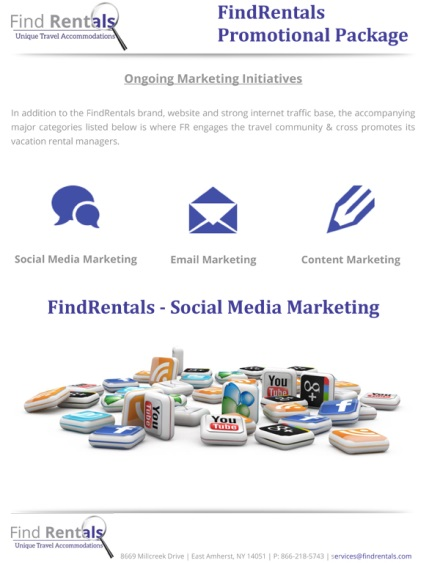 Find Rentals
Unique Travel Accommodations
FindRentals
Promotional Package
Ongoing Marketing Initiatives
In addition to the FindRentals brand, website and strong internet traffic base, the accompanying
major categories listed below is where FR engages the travel community & cross promotes its
vacation rental managers.
Social Media Marketing
Email Marketing
Content Marketing
FindRentals - Social Media Marketing
You
Tube
You
Tube
You
Tube
Find Rentals
Unique Travel Accommodations
8669 Millcreek Drive | East Amherst, NY 14051 | P: 866-218-5743 | services@findrentals.com